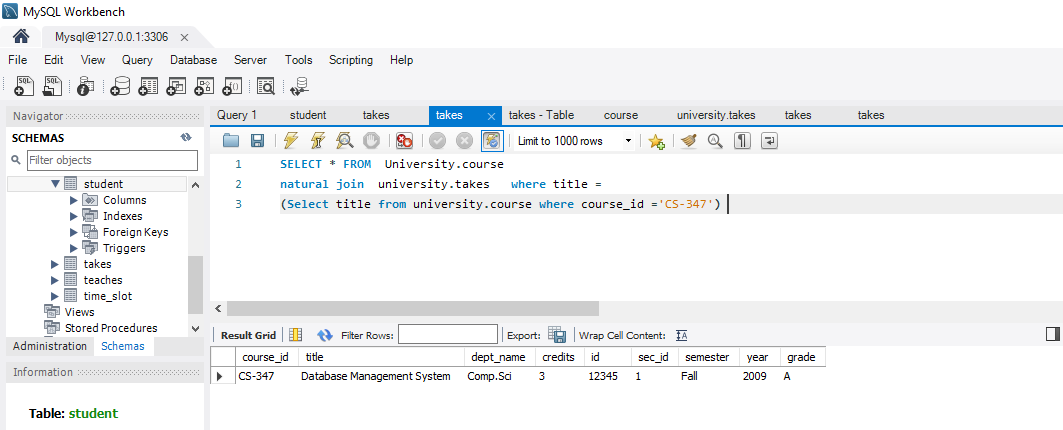 MySQL Workbench
Mysql@127.0.0.1:3306
File Edit View Query Database Server Tools Scripting Help
Navigator
SCHEMAS
Filter objects
student
Columns
Indexes
Foreign Keys
Triggers
takes
teaches
time_slot
Views
Stored Procedures
Administration Schemas
Information
Table: student
Query 1 student takes takes takes - Table course university.takes takes takes
Limit to 1000 rows
1 SELECT * FROM University.course
2 natural join university.takes where title =
3 (Select title from university.course where course_id ='CS-347')
Result Grid Filter Rows: Export: Wrap Cell Content:
course_id title dept_name credits id sec_id semester year grade
CS-347 Database Management System Comp.Sci 3 12345 1 Fall 2009 A